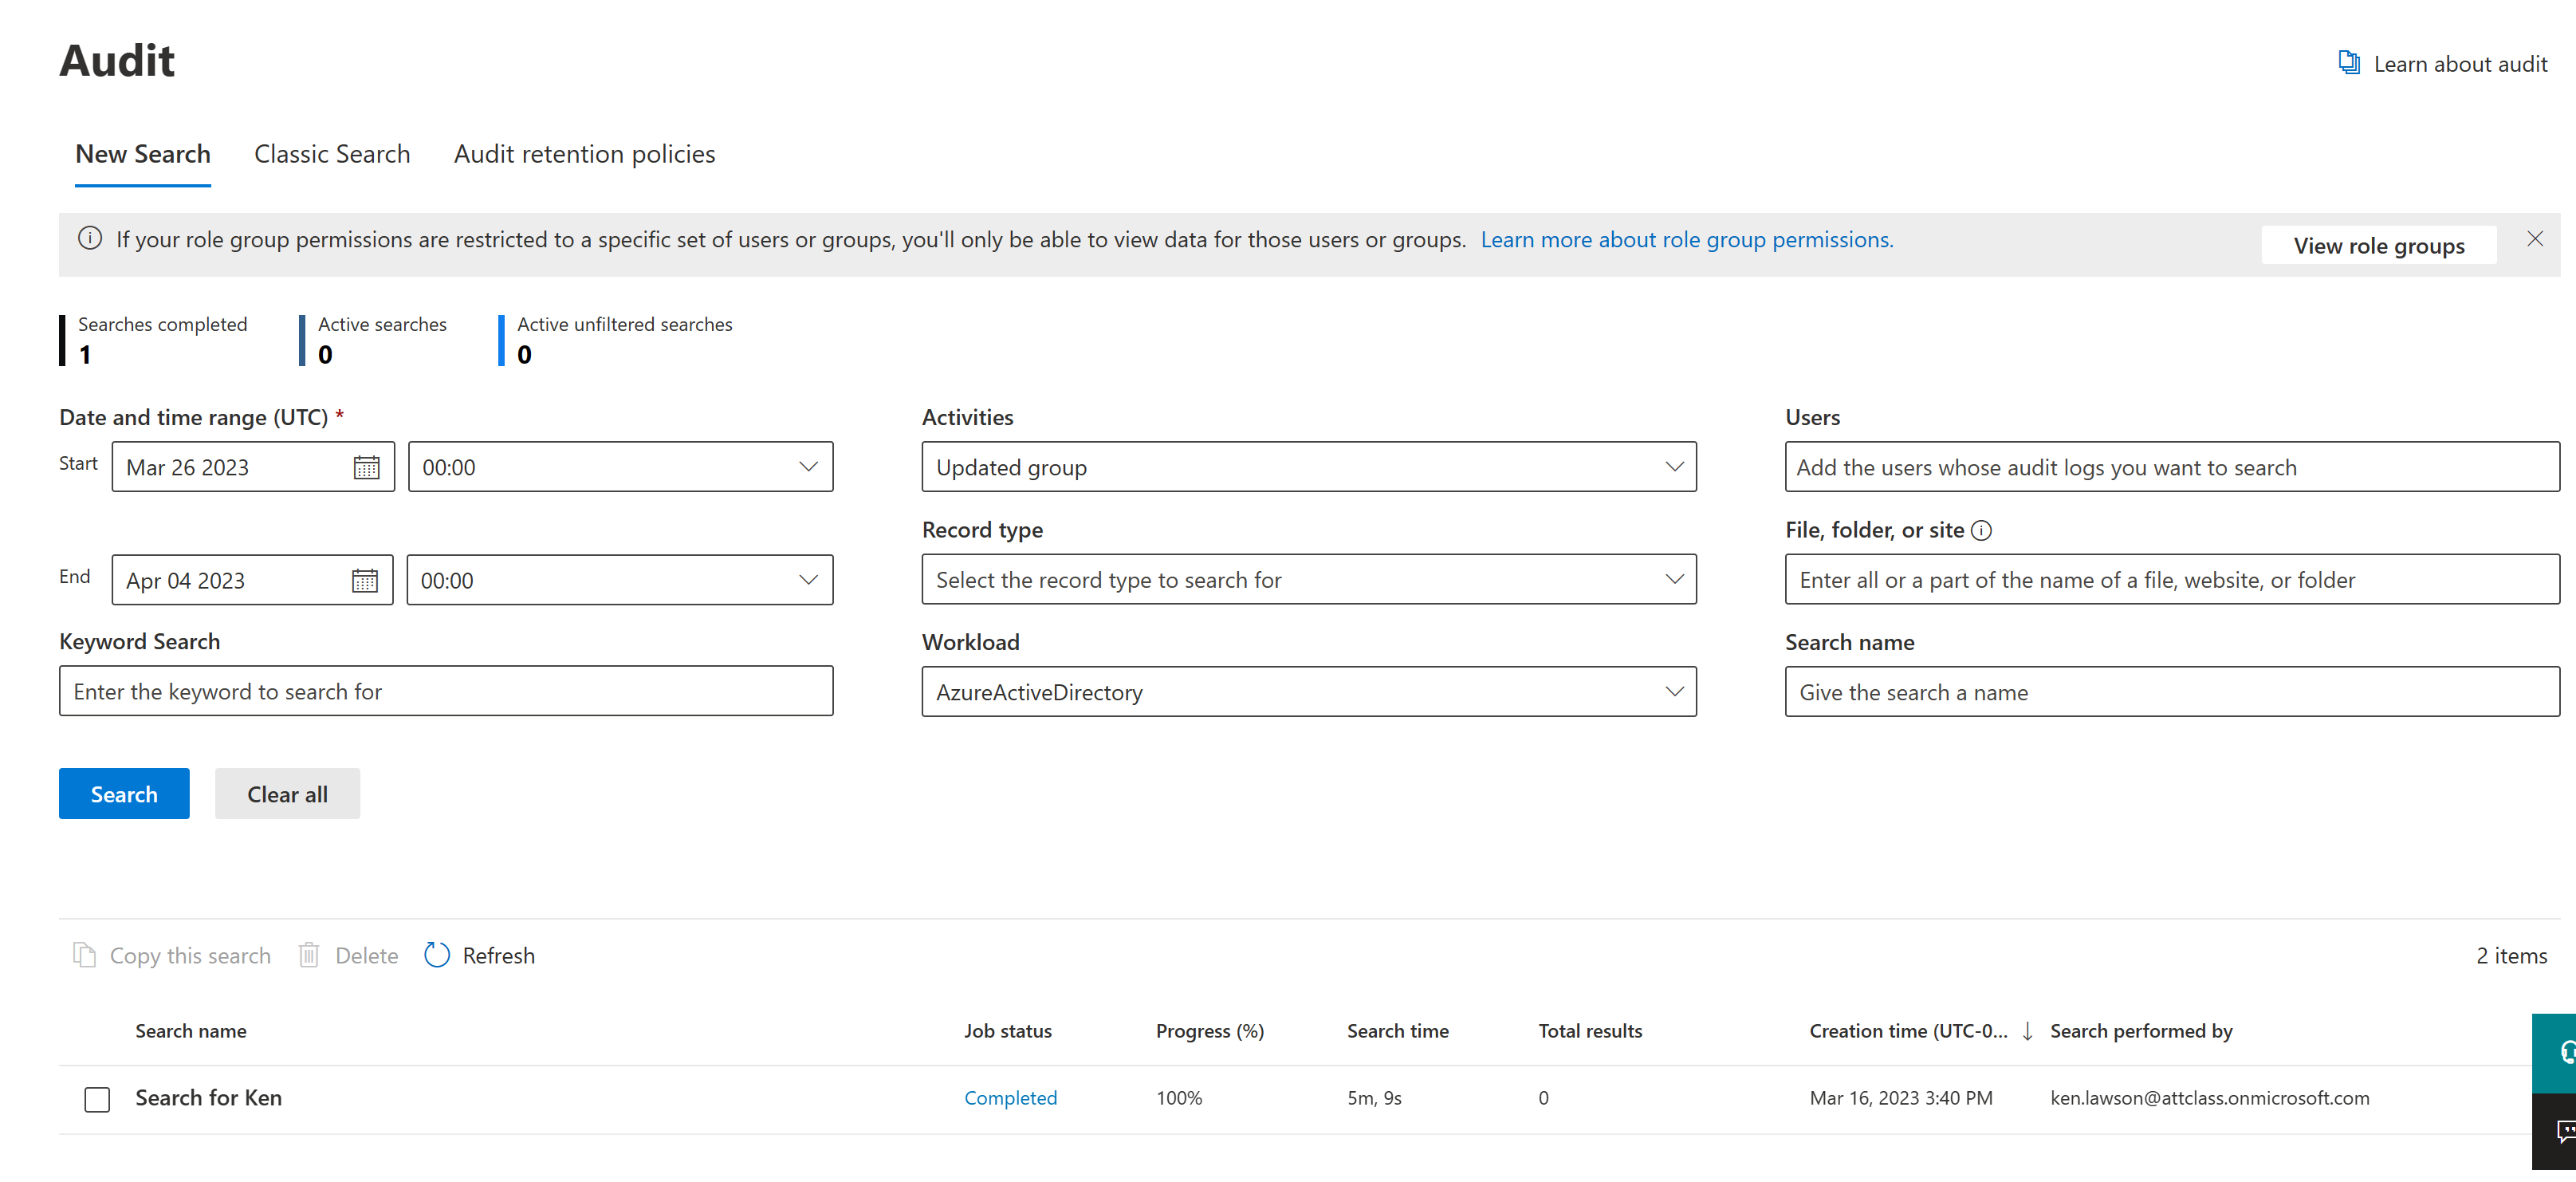 Audit
Learn about audit
New Search
Classic Search
Audit retention policies
If your role group permissions are restricted to a specific set of users or groups, you'll only be able to view data for those users or groups. Learn more about role group permissions.
View role groups
Searches completed
1
Active searches
0
Active unfiltered searches
0
Date and time range (UTC) *
Start
Mar 26 2023
00:00
End
Apr 04 2023
00:00
Keyword Search
Enter the keyword to search for
Activities
Updated group
Record type
Select the record type to search for
Workload
AzureActiveDirectory
Users
Add the users whose audit logs you want to search
File, folder, or site
Enter all or a part of the name of a file, website, or folder
Search name
Give the search a name
Search
Clear all
Copy this search
Delete
Refresh
2 items
Search name
Job status
Progress (%)
Search time
Total results
Creation time (UTC-0...
Search performed by
Search for Ken
Completed
100%
5m, 9s
0
Mar 16, 2023 3:40 PM
ken.lawson@attclass.onmicrosoft.com